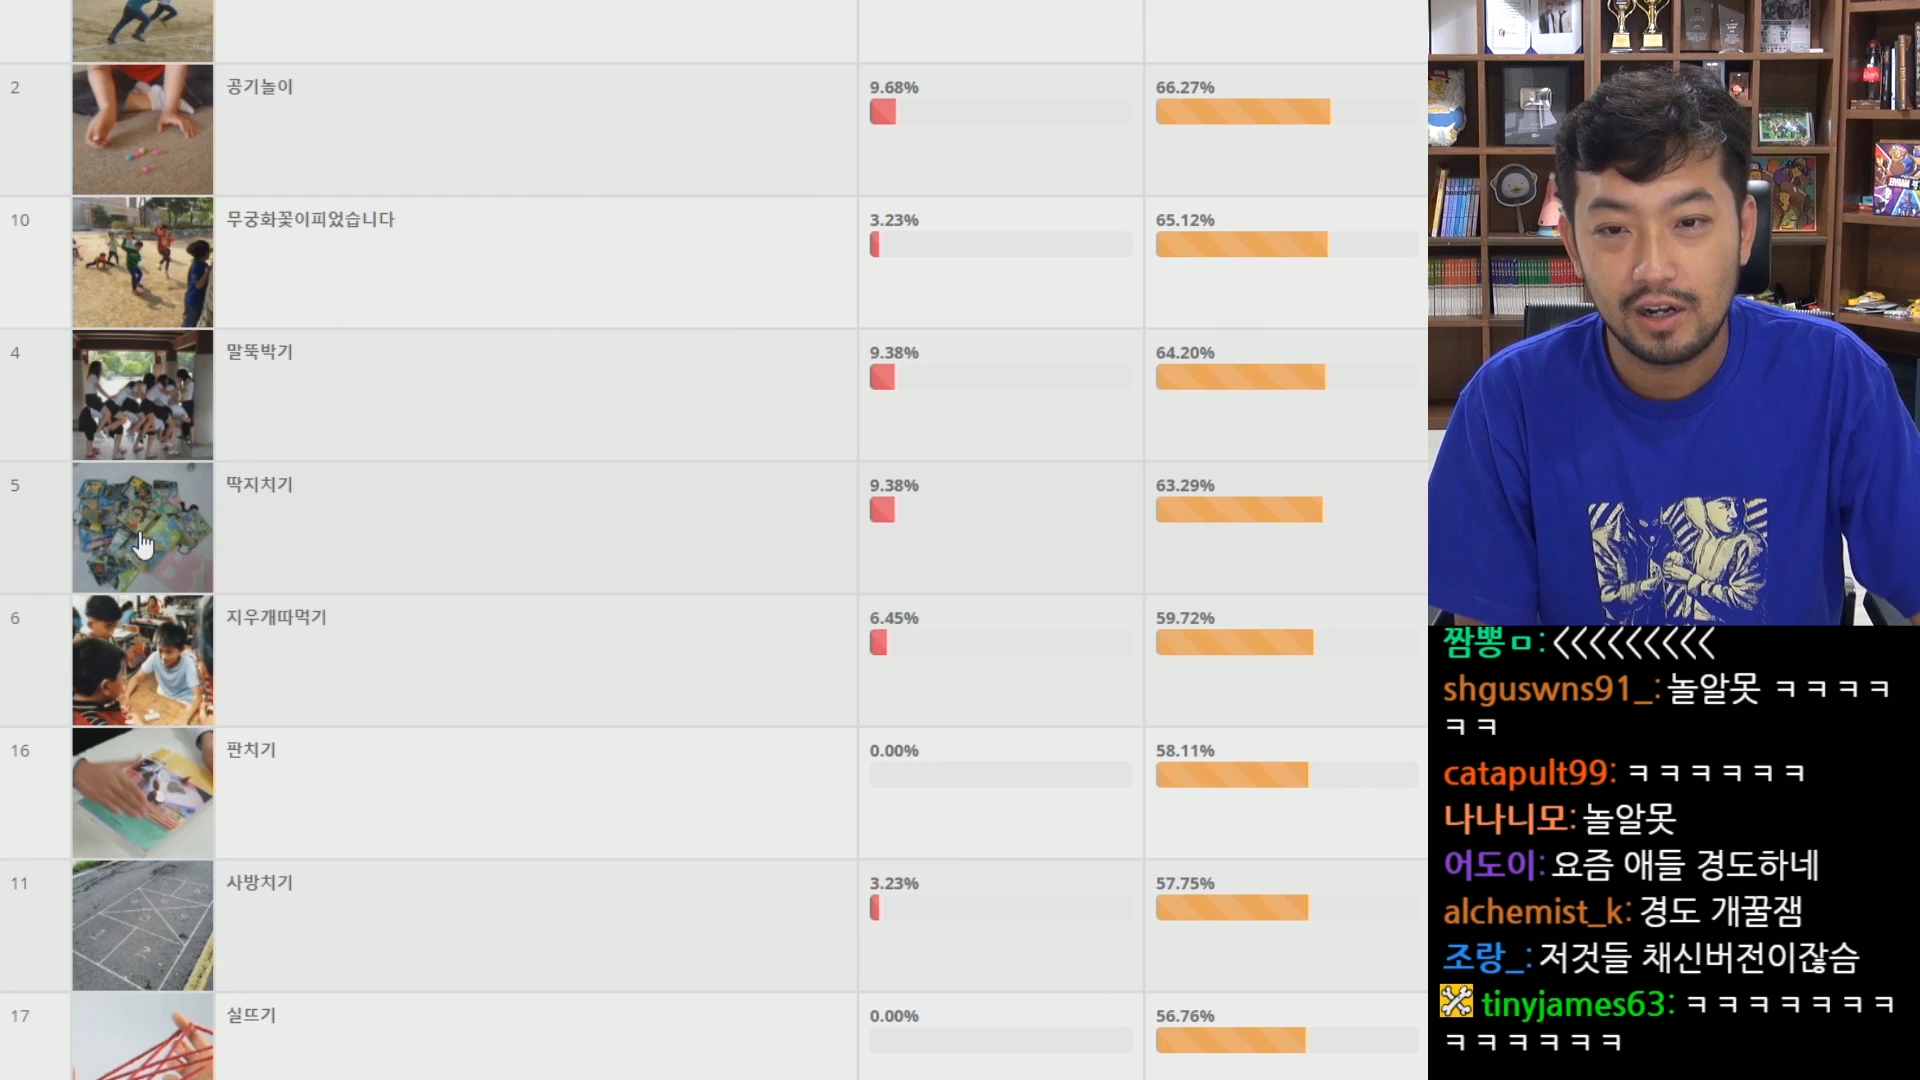 2
공기놀이
9.68%
66.27%
10
무궁화꽃이피었습니다
3.23%
65.12%
4
말뚝박기
9.38%
64.20%
5
딱지치기
9.38%
63.29%
6
지우개따먹기
6.45%
59.72%
16
판치기
0.00%
58.11%
11
사방치기
3.23%
57.75%
17
실뜨기
0.00%
56.76%
짬뽕ㅁ: 〈〈〈〈〈〈〈〈〈
shguswns91_: 놀알못 ㅋㅋㅋㅋ
ㅋㅋ
catapult99: ㅋㅋㅋㅋㅋㅋ
나나니모: 놀알못
어도이: 요즘 애들 경도하네
alchemist_k: 경도 개꿀잼
조랑_: 저것들 채신버전이잖슴
tinyjames63: ㅋㅋㅋㅋㅋㅋㅋ
ㅋㅋㅋㅋㅋㅋ